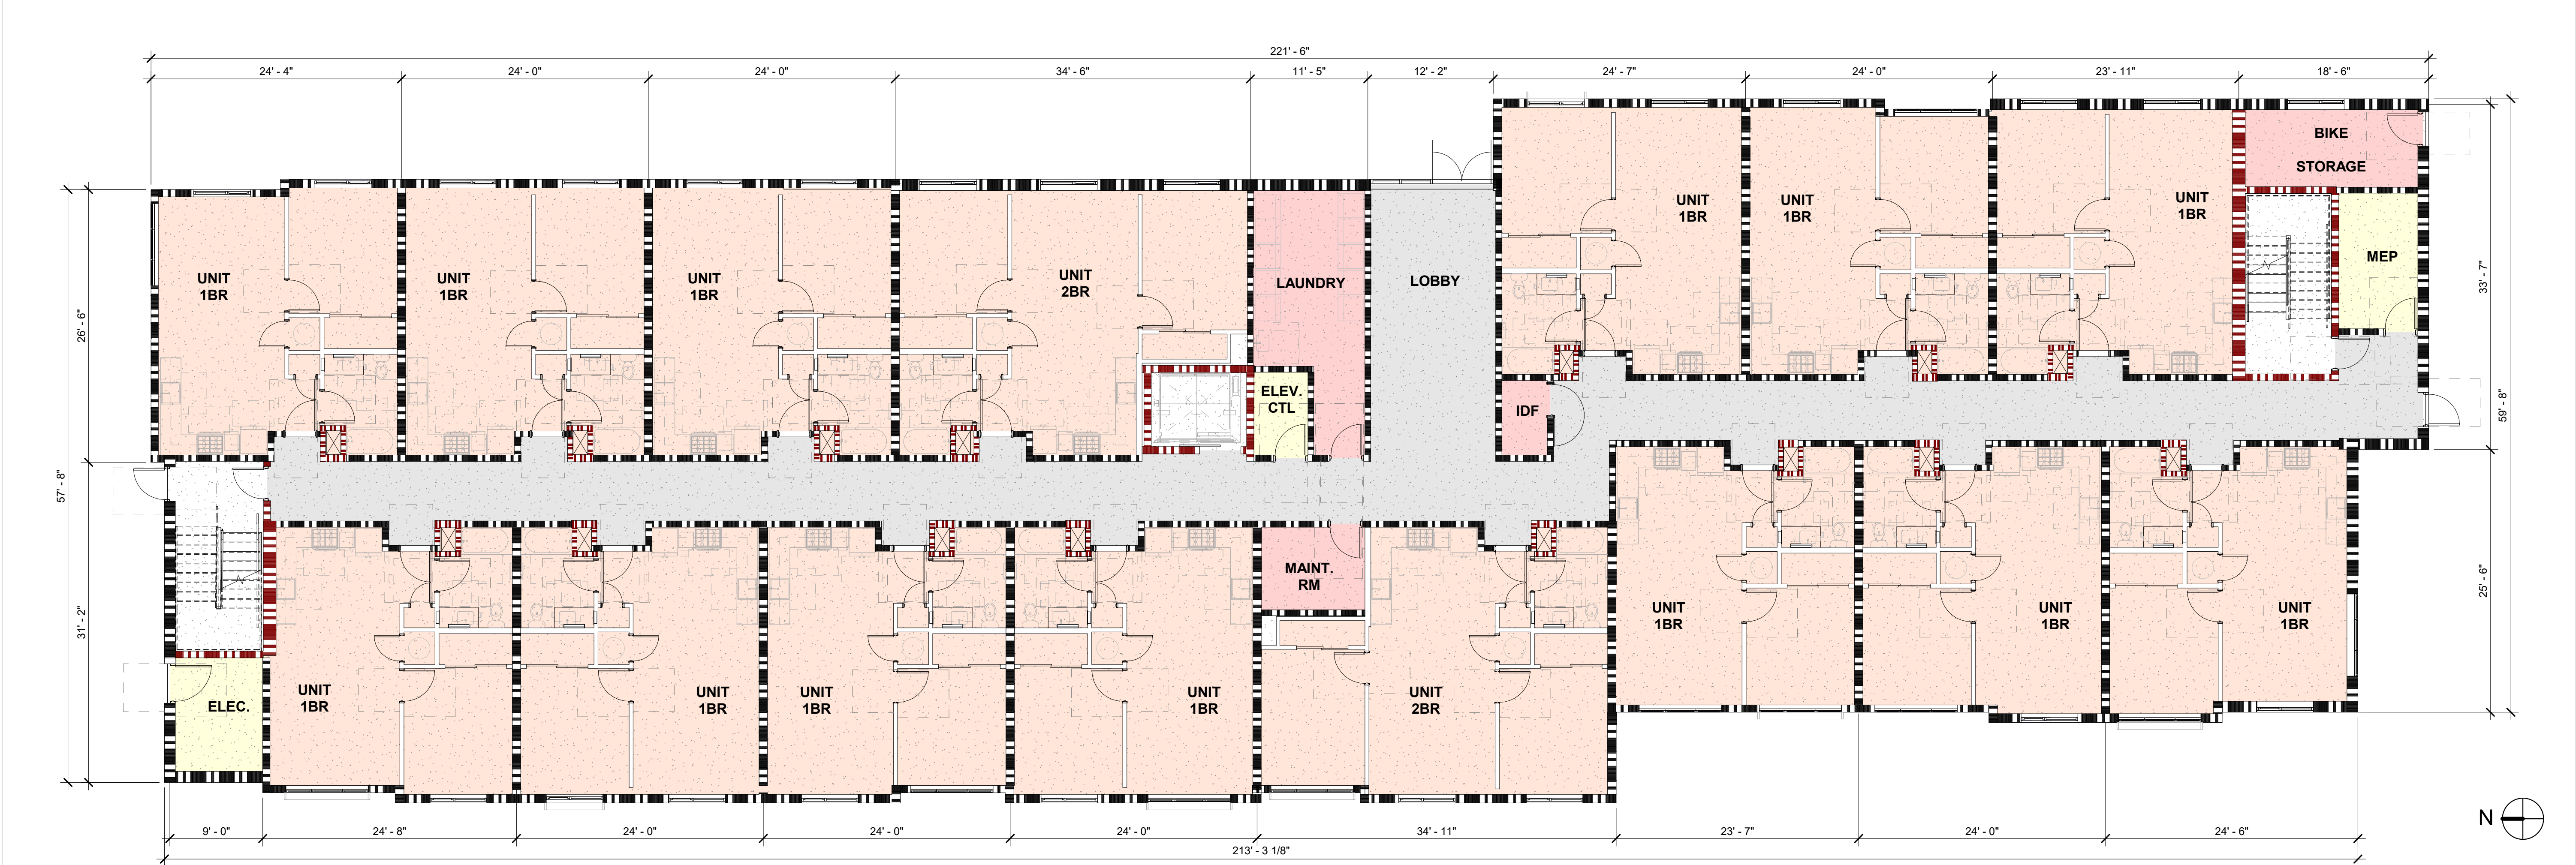 221' - 6"
24' - 4"
24' - 0"
24' - 0"
34' - 6"
11' - 5"
12' - 2"
24' - 7"
24' - 0"
23' - 11"
18' - 6"
BIKE
STORAGE
UNIT
1BR
UNIT
1BR
UNIT
1BR
MEP
33' - 7"
59' - 8"
UNIT
1BR
UNIT
1BR
UNIT
1BR
UNIT
2BR
LAUNDRY
LOBBY
26' - 6"
57' - 8"
ELEV.
CTL
IDF
31' - 2"
MAINT.
RM
25' - 6"
UNIT
1BR
UNIT
1BR
UNIT
1BR
ELEC.
UNIT
1BR
UNIT
1BR
UNIT
1BR
UNIT
1BR
UNIT
2BR
N
9' - 0"
24' - 8"
24' - 0"
24' - 0"
24' - 0"
34' - 11"
23' - 7"
24' - 0"
24' - 6"
213' - 3 1/8"